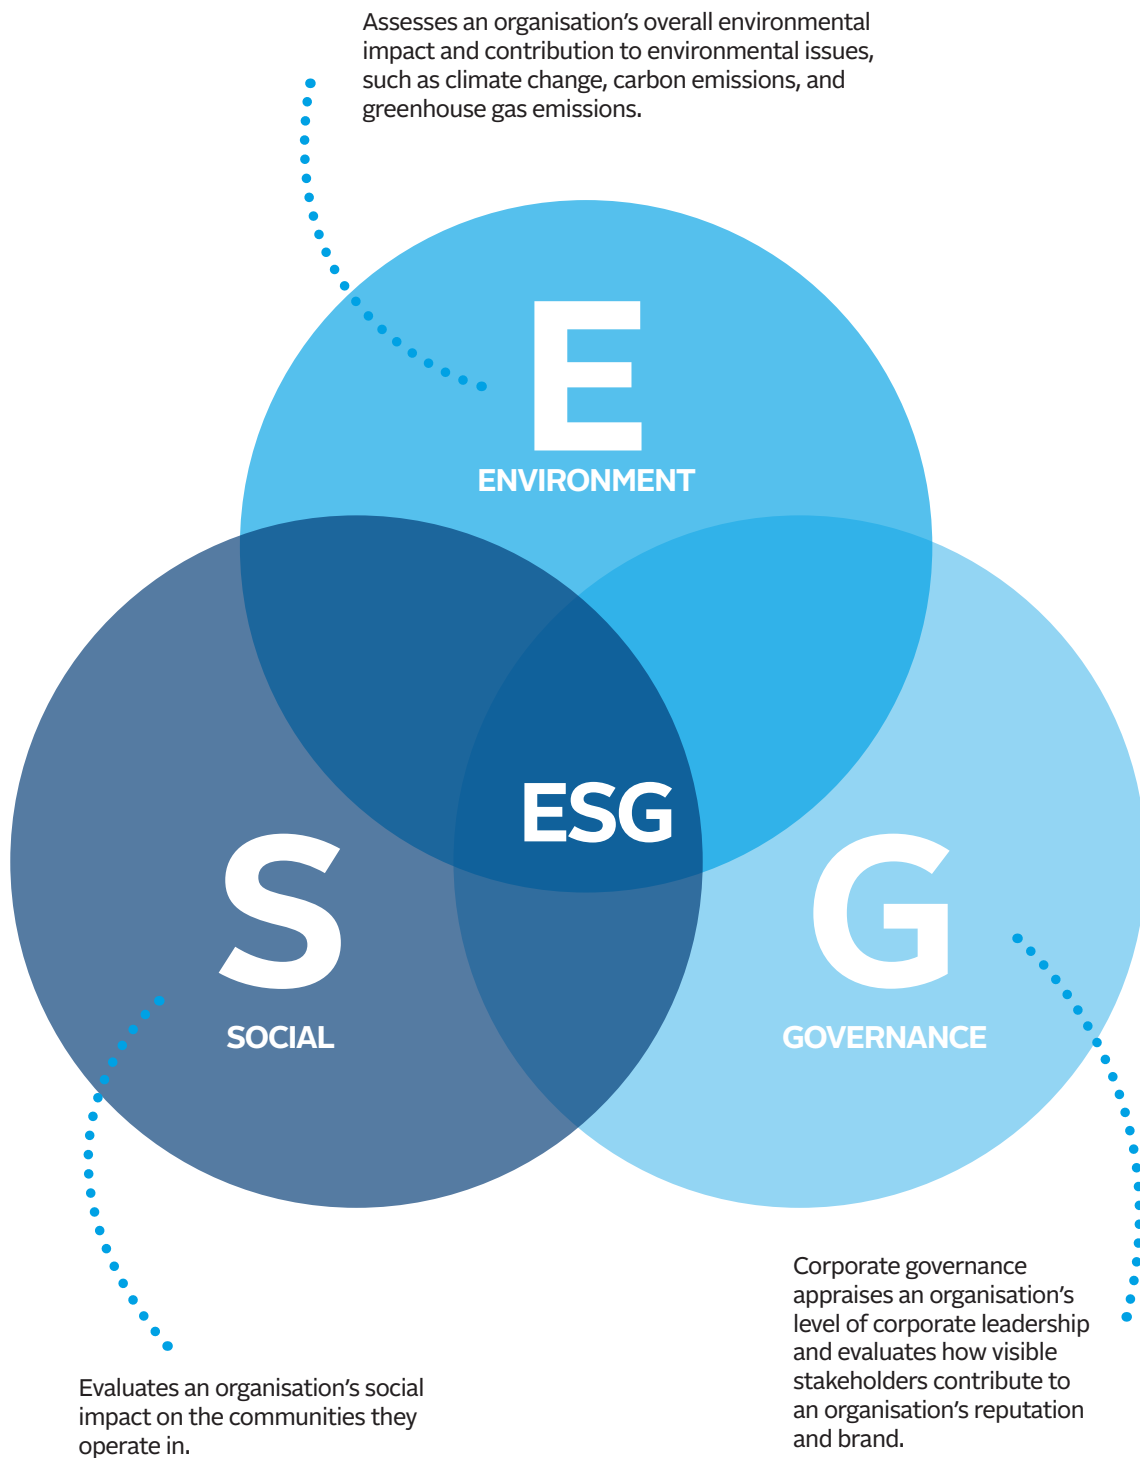 Assesses an organisation’s overall environmental
impact and contribution to environmental issues,
such as climate change, carbon emissions, and
greenhouse gas emissions.
E
ENVIRONMENT
ESG
S
SOCIAL
G
GOVERNANCE
Evaluates an organisation’s social
impact on the communities they
operate in.
Corporate governance
appraises an organisation’s
level of corporate leadership
and evaluates how visible
stakeholders contribute to
an organisation’s reputation
and brand.